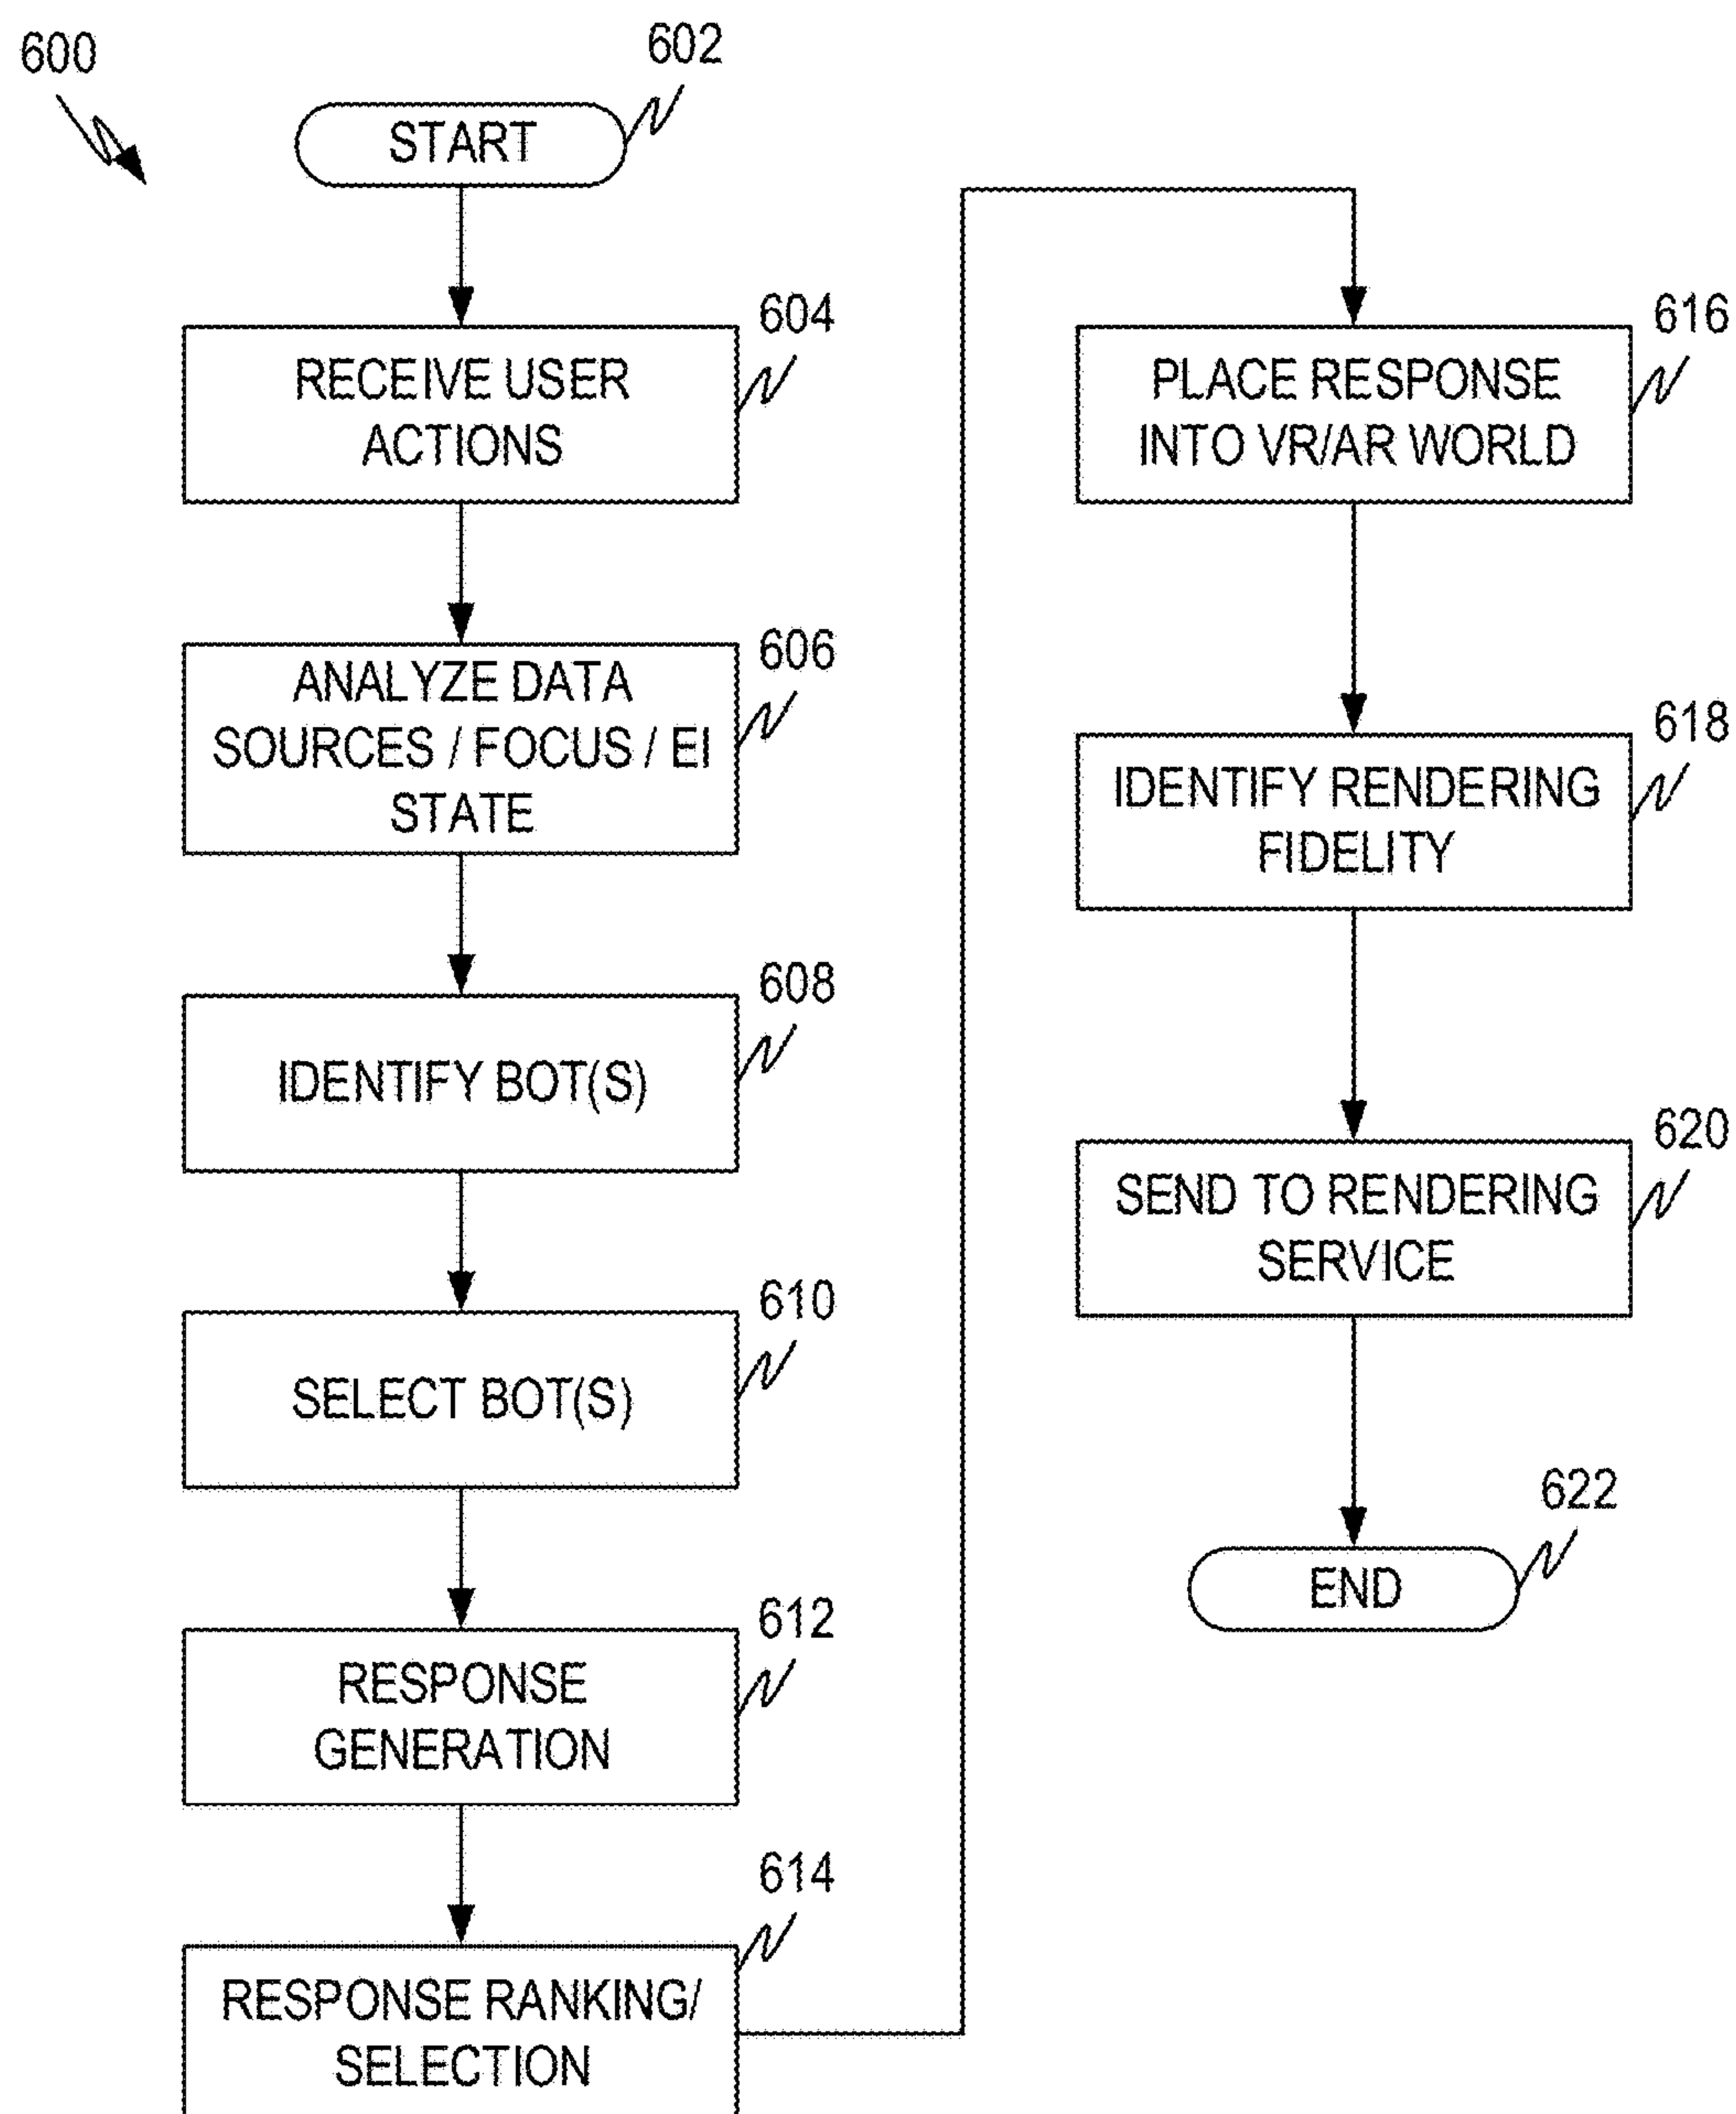 600
602
START
604
RECEIVE USER
ACTIONS
606
ANALYZE DATA
SOURCES / FOCUS / EI
STATE
608
IDENTIFY BOT(S)
610
SELECT BOT(S)
612
RESPONSE
GENERATION
614
RESPONSE RANKING/
SELECTION
616
PLACE RESPONSE
INTO VR/AR WORLD
618
IDENTIFY RENDERING
FIDELITY
620
SEND TO RENDERING
SERVICE
622
END